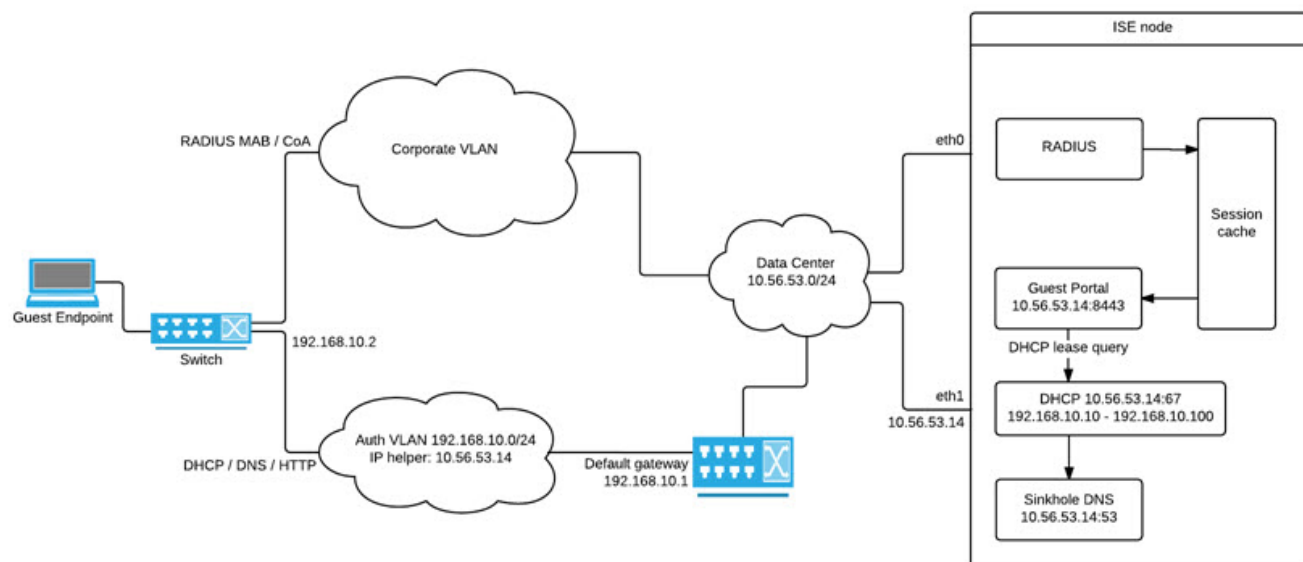 ISE node
RADIUS MAB / CoA
Corporate VLAN
eth0
RADIUS
Session
cache
Data Center
10.56.53.0/24
Guest Portal
10.56.53.14:8443
Guest Endpoint
Switch
192.168.10.2
DHCP lease query
DHCP 10.56.53.14:67
192.168.10.10 - 192.168.10.100
eth1
10.56.53.14
Auth VLAN 192.168.10.0/24
IP helper: 10.56.53.14
DHCP / DNS / HTTP
Default gateway
192.168.10.1
Sinkhole DNS
10.56.53.14:53